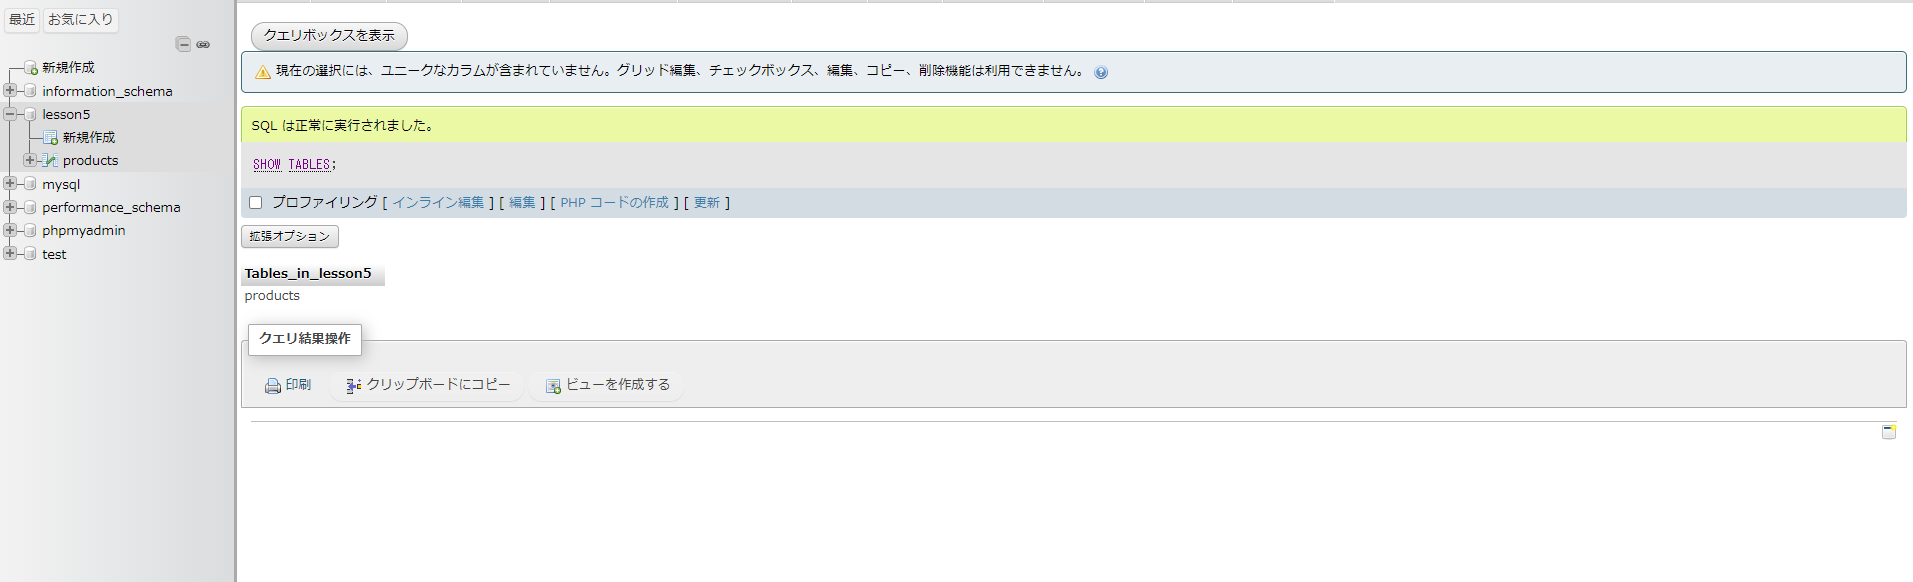 最近 お気に入り
新規作成
information_schema
lesson5
新規作成
products
mysql
performance_schema
phpmyadmin
test
クエリボックスを表示
現在の選択には、ユニークなカラムが含まれていません。グリッド編集、チェックボックス、編集、コピー、削除機能は利用できません。
SQL は正常に実行されました。
SHOW TABLES;
プロファイリング [ インライン編集 ] [ 編集 ] [ PHP コードの作成 ] [ 更新 ]
拡張オプション
Tables_in_lesson5
products
クエリ結果操作
印刷 クリップボードにコピー ビューを作成する